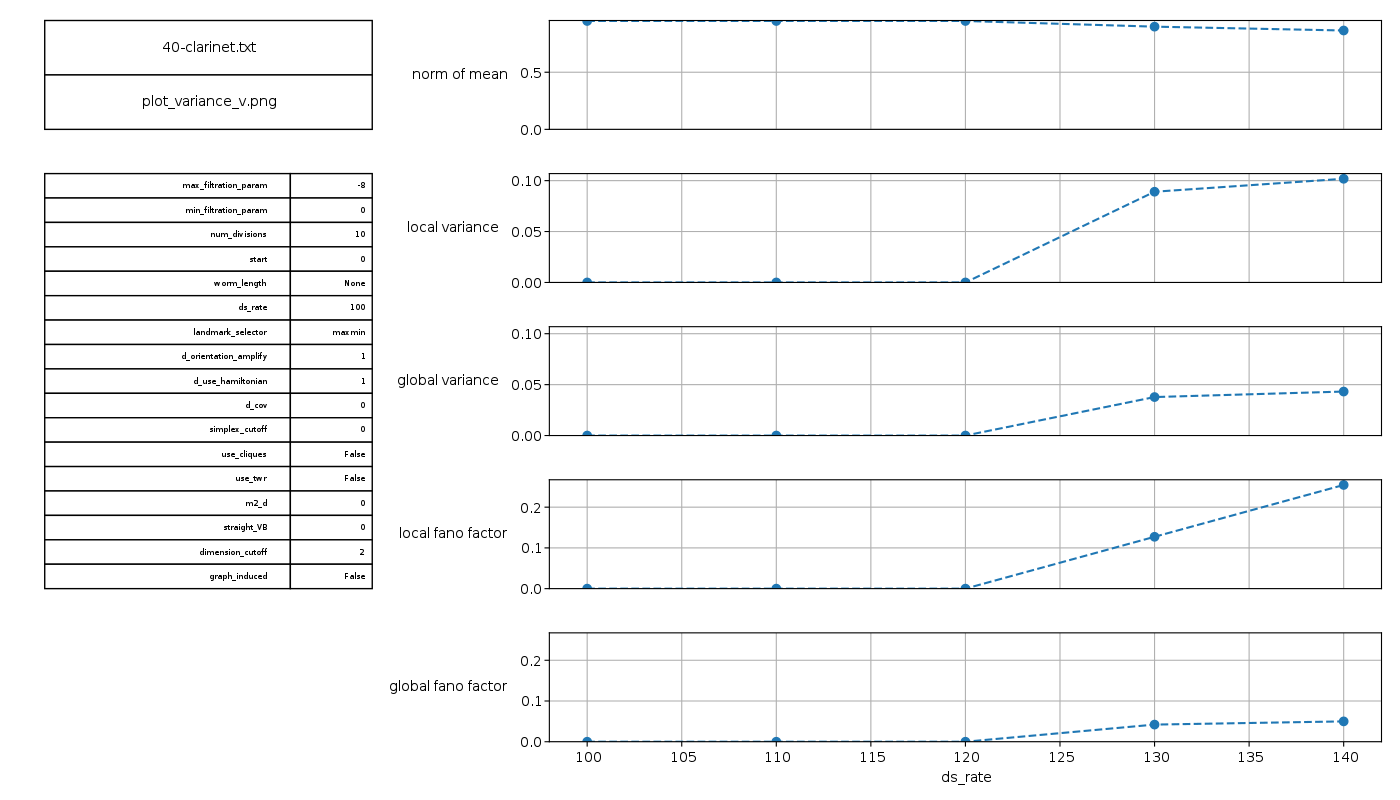 40-clarinet.txt
plot_variance_v.png
max_filtration_param -8
min_filtration_param 0
num_divisions 10
start 0
worm_length None
ds_rate 100
landmark_selector maxmin
d_orientation_amplify 1
d_use_hamiltonian 1
d_cov 0
simplex_cutoff 0
use_cliques False
use_twr False
m2_d 0
straight_VB 0
dimension_cutoff 2
graph_induced False
norm of mean
0.5
0.0
local variance
0.10
0.05
0.00
global variance
0.10
0.05
0.00
local fano factor
0.2
0.1
0.0
global fano factor
0.2
0.1
0.0
100 105 110 115 120 125 130 135 140
ds_rate